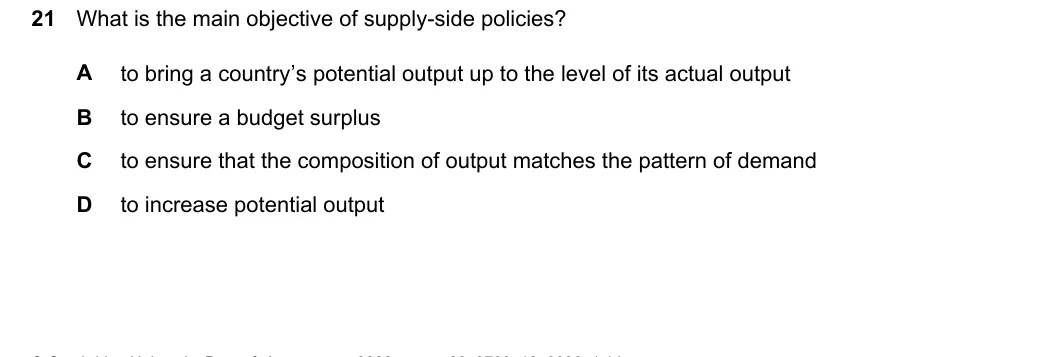 21 What is the main objective of supply-side policies?
A to bring a country’s potential output up to the level of its actual output
B to ensure a budget surplus
C to ensure that the composition of output matches the pattern of demand
D to increase potential output